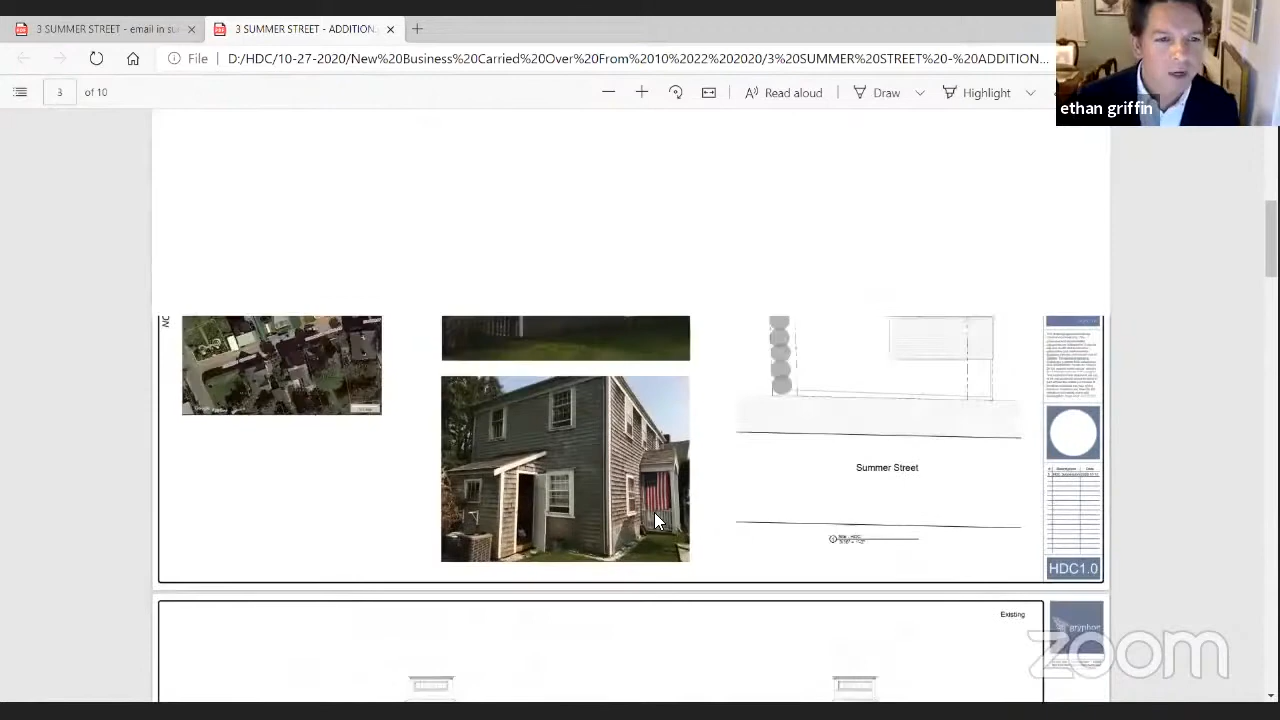 3 SUMMER STREET - email in su
3 SUMMER STREET - ADDITION
File
D:/HDC/10-27-2020/New%20Business%20Carried%20Over%20From%2010%2022%202020/3%20SUMMER%20STREET%20-%20ADDITION...
3 of 10
Read aloud
Draw
Highlight
ethan griffin
Summer Street
HDC1.0
Existing
gryphon
zoom